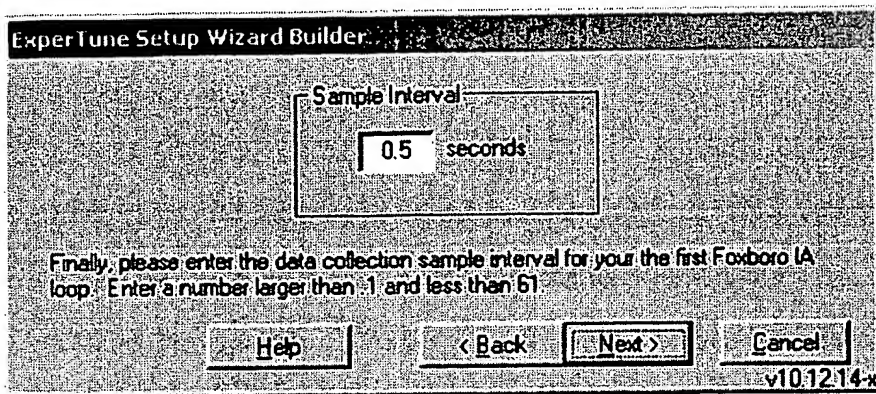 ExperTune Setup Wizard Builder
Sample Interval
0.5 seconds
Finally, please enter the data collection sample interval for your the first Foxboro IA
loop. Enter a number larger than .1 and less than 61.
Help < Back Next > Cancel
v10.12.14-x